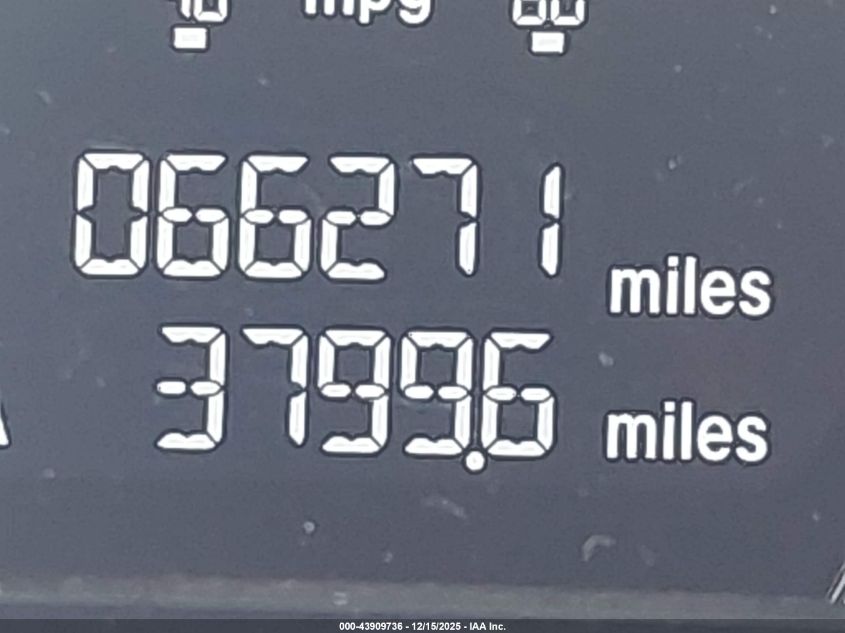 mpg
066271 miles
3799.6 miles
000-43909736 - 12/15/2025 - IAA Inc.